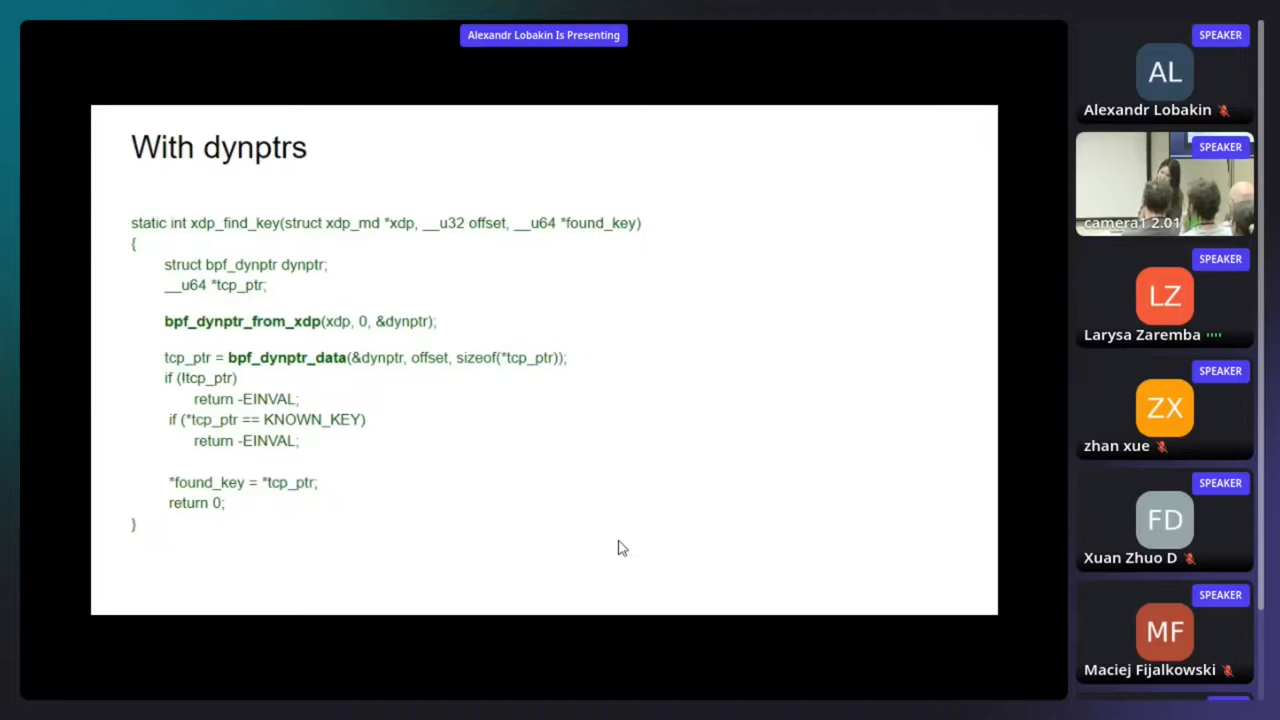 Alexandr Lobakin Is Presenting
With dynptrs
static int xdp_find_key(struct xdp_md *xdp, __u32 offset, __u64 *found_key)
{
struct bpf_dynptr dynptr;
__u64 *tcp_ptr;
bpf_dynptr_from_xdp(xdp, 0, &dynptr);
tcp_ptr = bpf_dynptr_data(&dynptr, offset, sizeof(*tcp_ptr));
if (!tcp_ptr)
return -EINVAL;
if (*tcp_ptr == KNOWN_KEY)
return -EINVAL;
*found_key = *tcp_ptr;
return 0;
}
SPEAKER
AL
Alexandr Lobakin
SPEAKER
camera1 2.01
SPEAKER
LZ
Larysa Zaremba
SPEAKER
ZX
zhan xue
SPEAKER
FD
Xuan Zhuo D
SPEAKER
MF
Maciej Fijalkowski